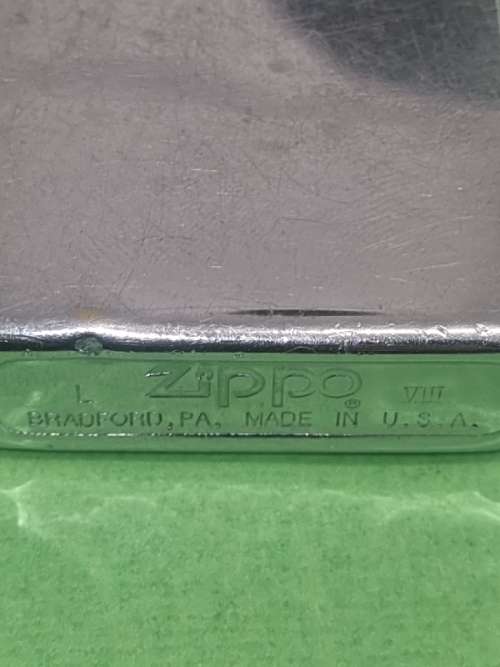 L Zippo® VIII
BRADFORD, PA. MADE IN U.S.A.